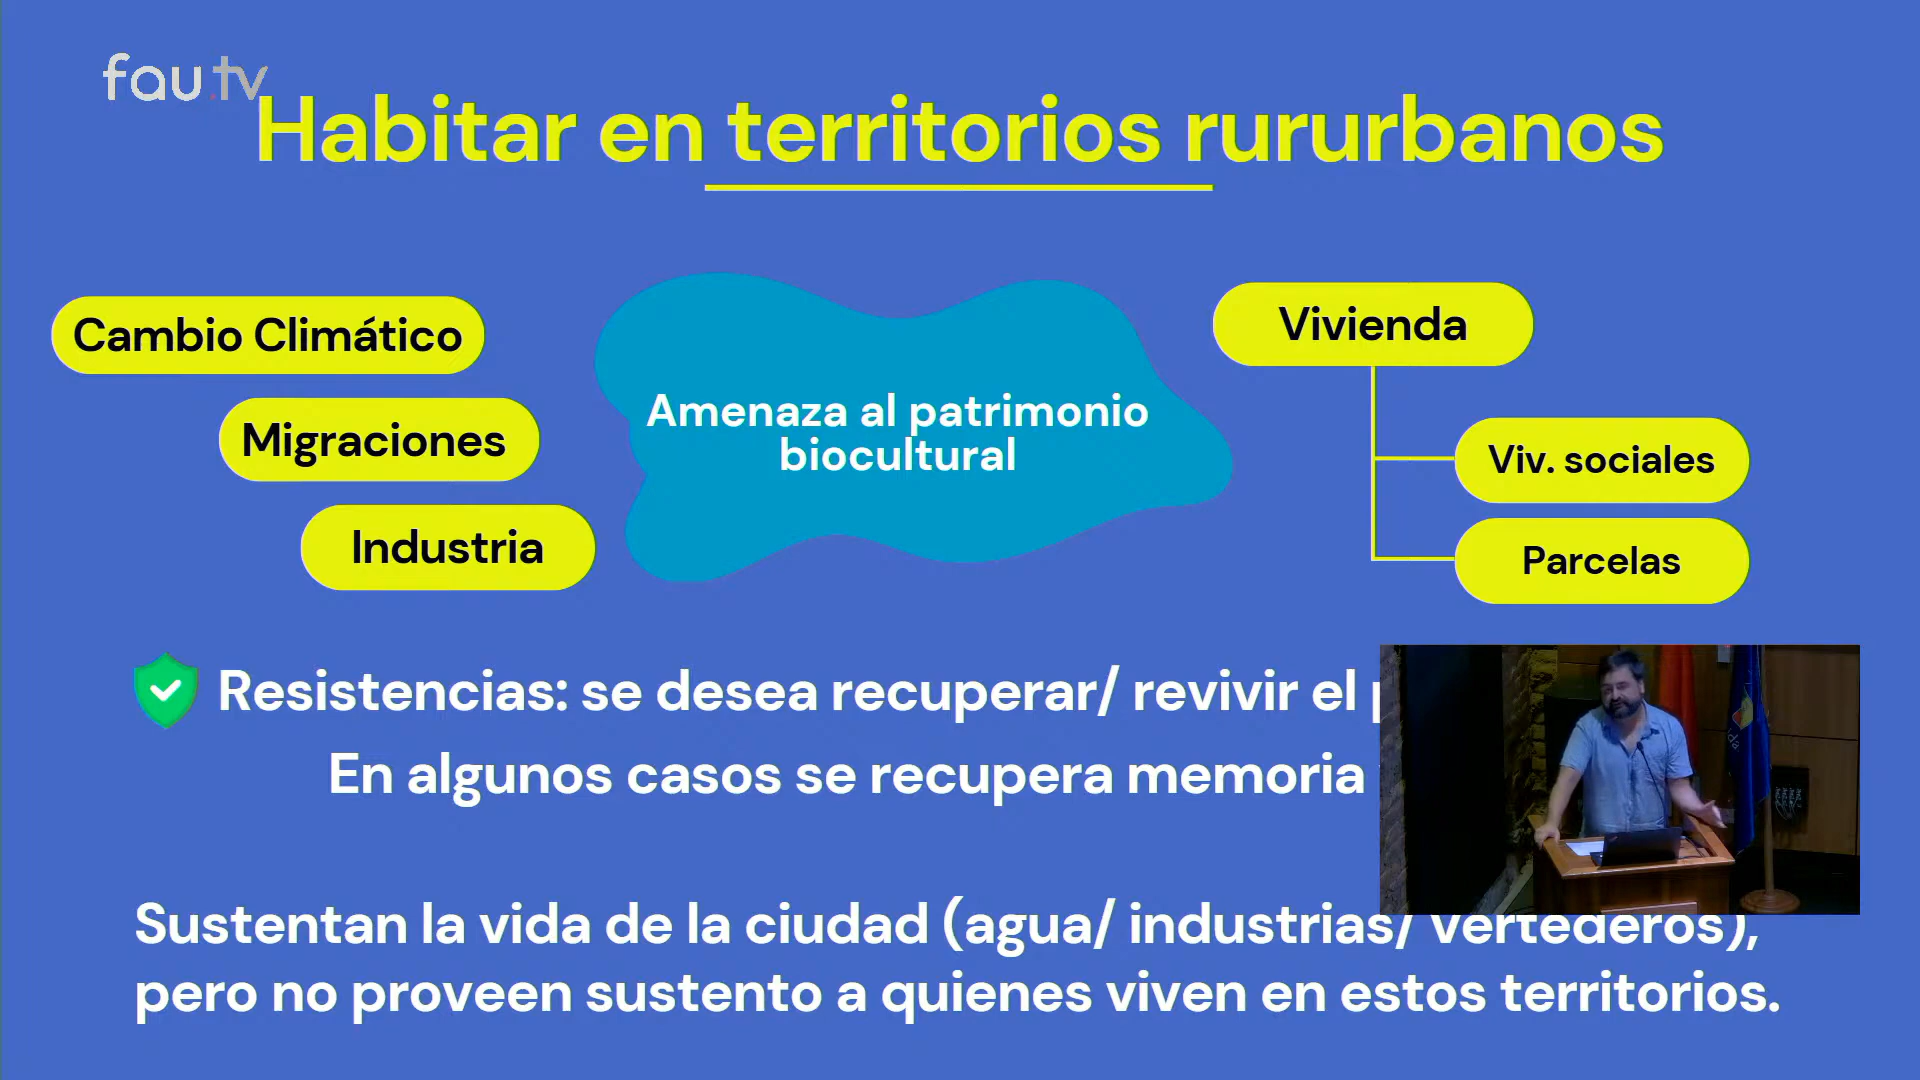 fau.tv
Habitar en territorios rururbanos
Cambio Climático
Migraciones
Industria
Amenaza al patrimonio
biocultural
Vivienda
Viv. sociales
Parcelas
Resistencias: se desea recuperar/ revivir el
En algunos casos se recupera memoria
Sustentan la vida de la ciudad (agua/ industrias/ vertederos),
pero no proveen sustento a quienes viven en estos territorios.